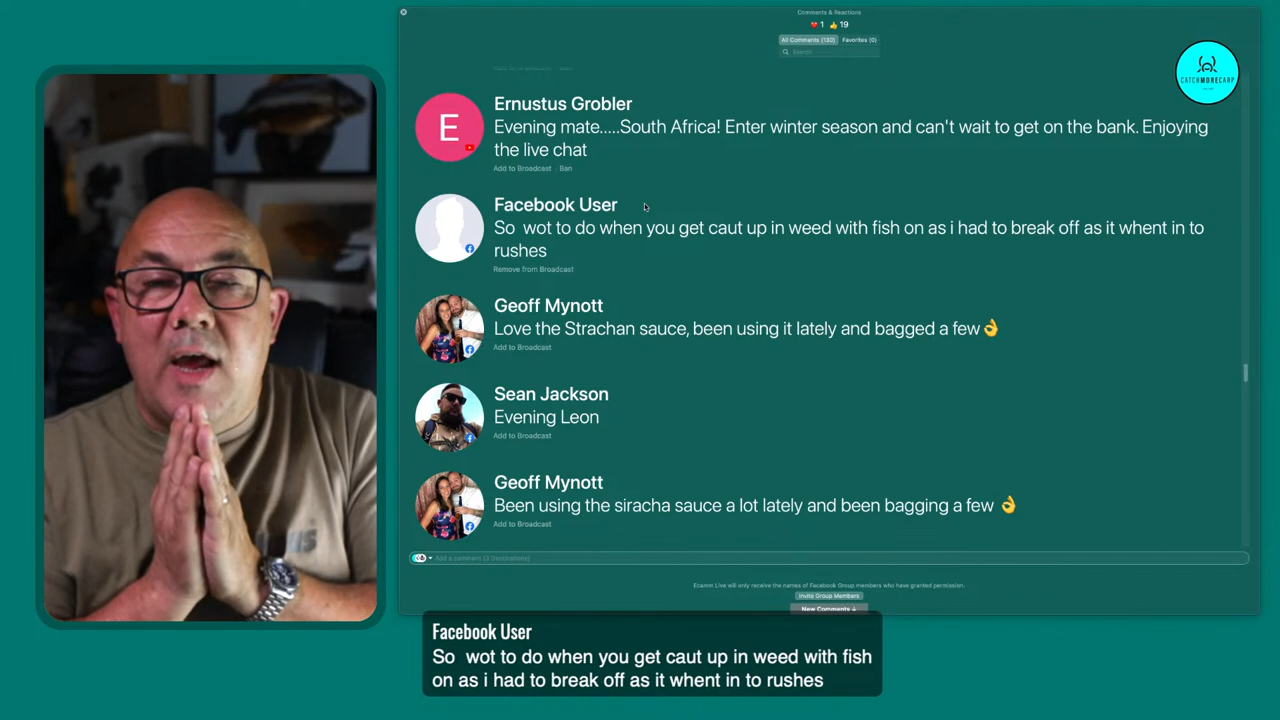 Comments & Reactions
❤️ 1 👍 19
All Comments (130) Favorites (0)
Search
CATCHMORECARP
Ernustus Grobler
Evening mate.....South Africa! Enter winter season and can't wait to get on the bank. Enjoying
the live chat
Add to Broadcast · Ban
Facebook User
So wot to do when you get caut up in weed with fish on as i had to break off as it whent in to
rushes
Remove from Broadcast
Geoff Mynott
Love the Strachan sauce, been using it lately and bagged a few👌
Add to Broadcast
Sean Jackson
Evening Leon
Add to Broadcast
Geoff Mynott
Been using the siracha sauce a lot lately and been bagging a few 👌
Add to Broadcast
Add a comment (3 Destinations)
Ecamm Live will only receive the names of Facebook Group members who have granted permission.
Invite Group Members
New Comments ↓
Facebook User
So wot to do when you get caut up in weed with fish
on as i had to break off as it whent in to rushes
E